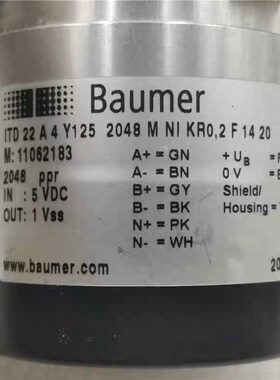 Baumer
ITD 22 A 4 Y125 2048 M NI KR0,2 F 14 20
M: 11062183
2048 ppr
IN : 5 VDC
OUT: 1 Vss
A+ = GN
A- = BN
B+ = GY
B- = BK
N+ = PK
N- = WH
+ UB =
0 V =
Shield/
Housing =
www.baumer.com